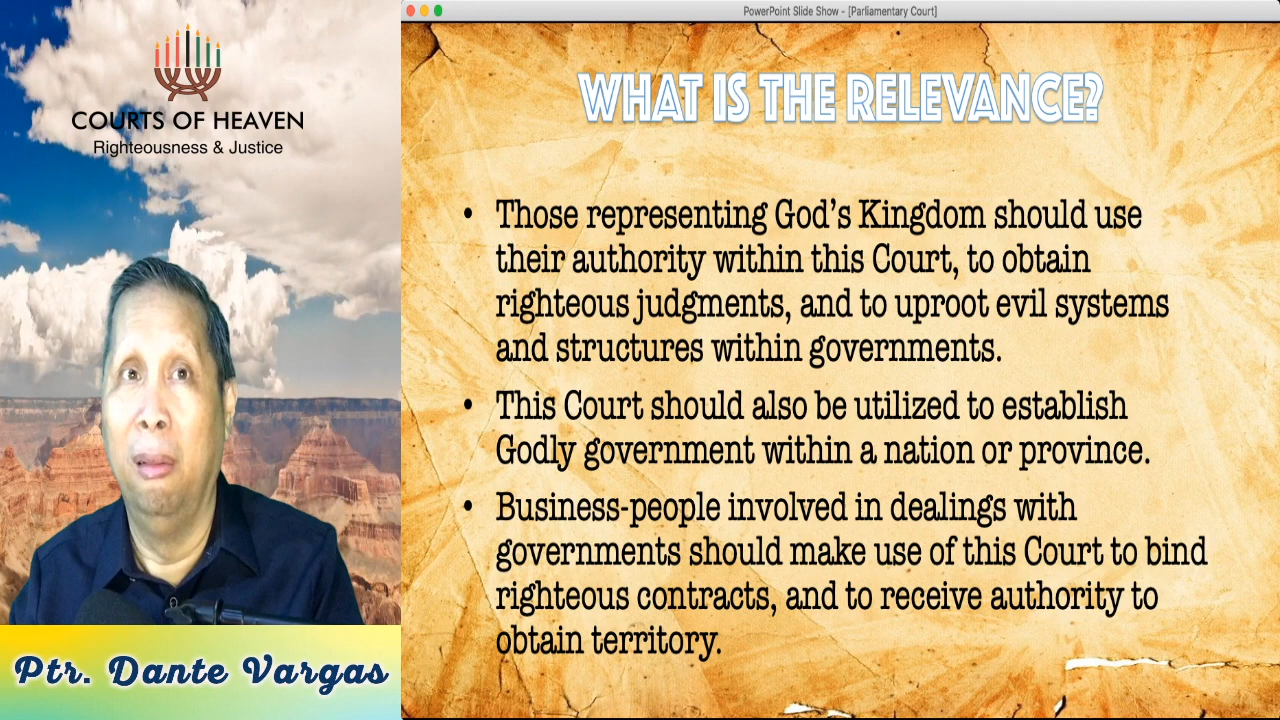 COURTS OF HEAVEN
Righteousness & Justice
Ptr. Dante Vargas
PowerPoint Slide Show - [Parliamentary Court]
WHAT IS THE RELEVANCE?
• Those representing God's Kingdom should use
their authority within this Court, to obtain
righteous judgments, and to uproot evil systems
and structures within governments.
• This Court should also be utilized to establish
Godly government within a nation or province.
• Business-people involved in dealings with
governments should make use of this Court to bind
righteous contracts, and to receive authority to
obtain territory.